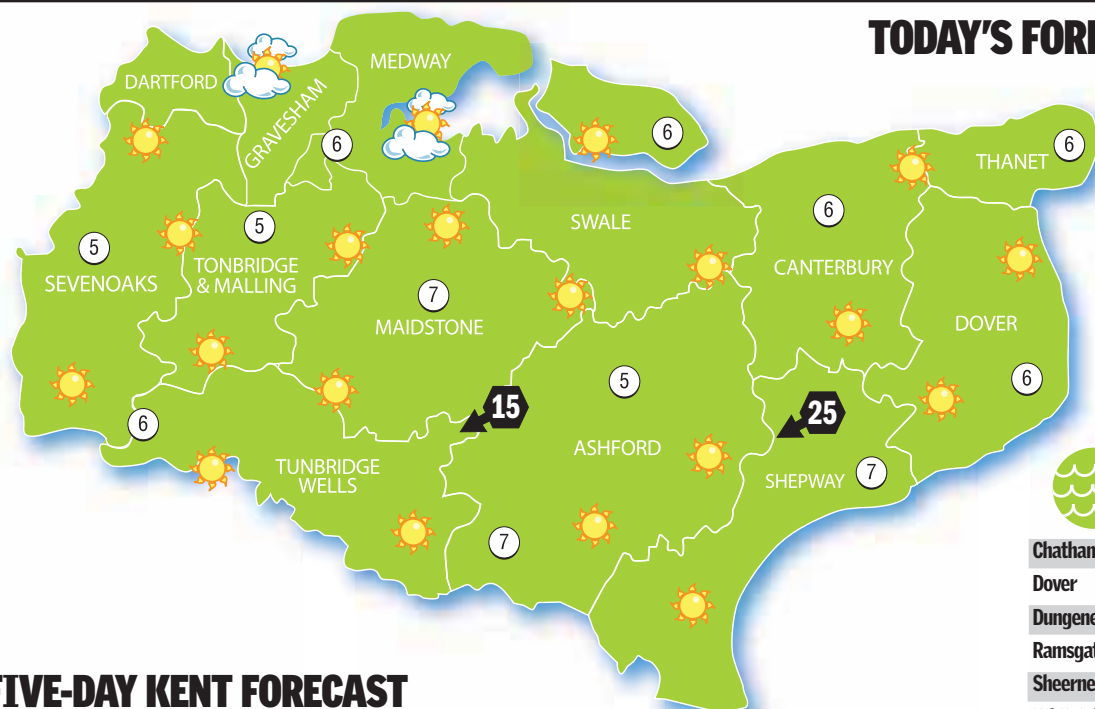 TODAY'S FOR
MEDWAY
DARTFORD
GRAVESHAM
6
6
6
THANET
5
5
6
SWALE
SEVENOAKS
TONBRIDGE
& MALLING
CANTERBURY
7
MAIDSTONE
DOVER
5
6
15
25
6
ASHFORD
TUNBRIDGE
WELLS
SHEPWAY
7
7
Chatham
Dover
Dungene
Ramsgat
Sheerne
FIVE-DAY KENT FORECAST